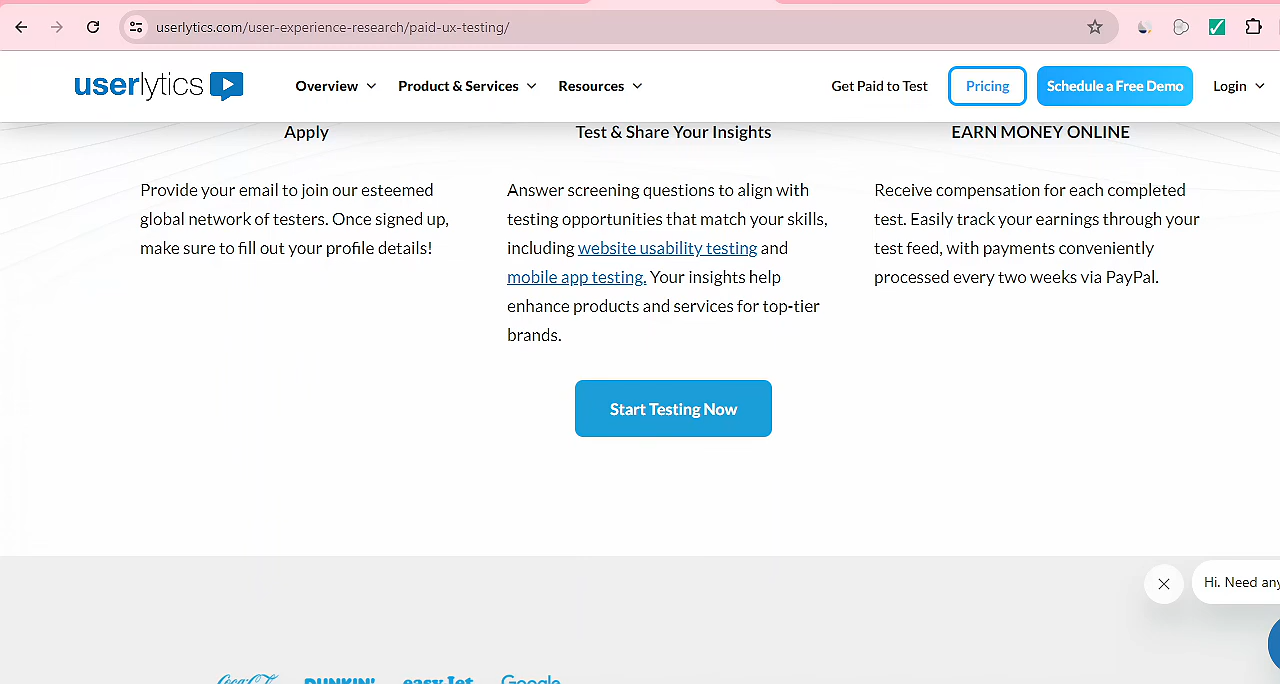 userlytics.com/user-experience-research/paid-ux-testing/
userlytics
Overview
Product & Services
Resources
Get Paid to Test
Pricing
Schedule a Free Demo
Login
Apply
Provide your email to join our esteemed
global network of testers. Once signed up,
make sure to fill out your profile details!
Test & Share Your Insights
Answer screening questions to align with
testing opportunities that match your skills,
including website usability testing and
mobile app testing. Your insights help
enhance products and services for top-tier
brands.
EARN MONEY ONLINE
Receive compensation for each completed
test. Easily track your earnings through your
test feed, with payments conveniently
processed every two weeks via PayPal.
Start Testing Now
Hi. Need any
DUNKIN'
easyJet
Google